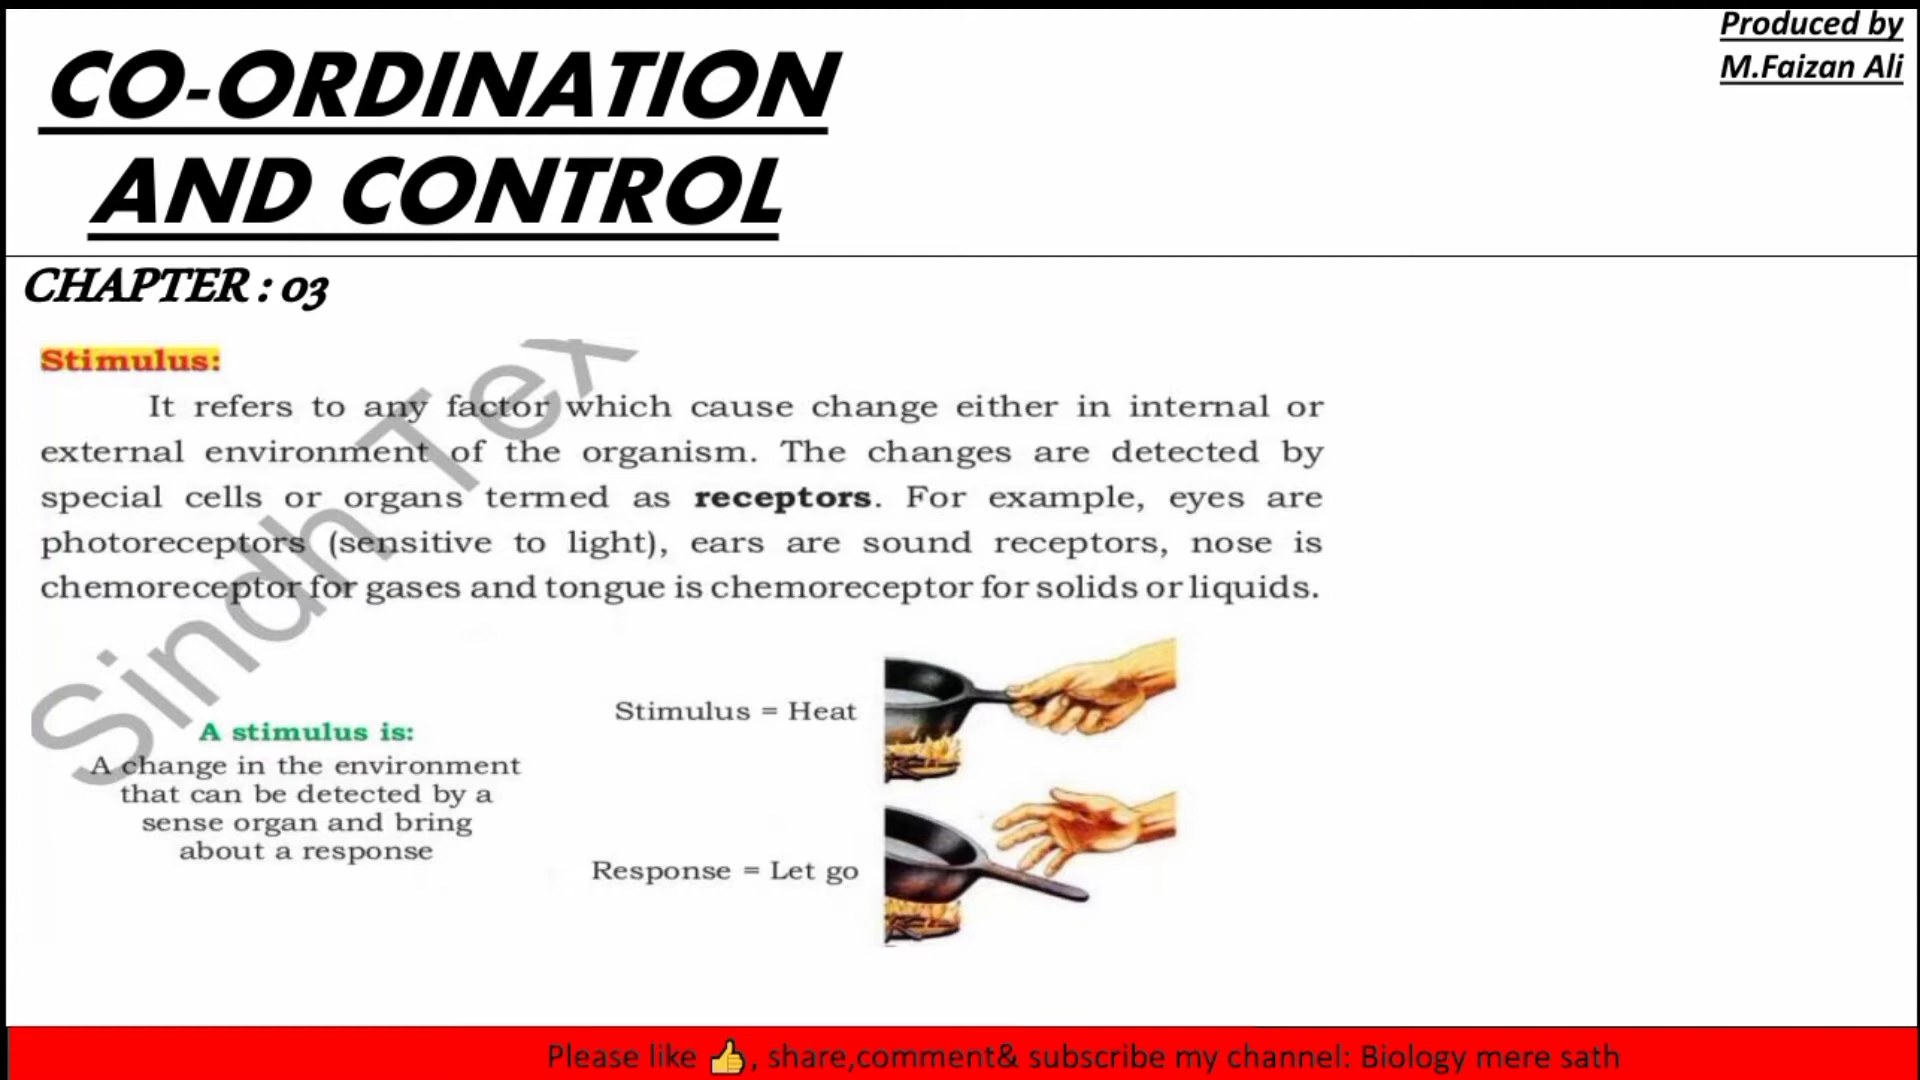 CO-ORDINATION
AND CONTROL
Produced by
M.Faizan Ali
CHAPTER : 03
Stimulus:
It refers to any factor which cause change either in internal or
external environment of the organism. The changes are detected by
special cells or organs termed as receptors. For example, eyes are
photoreceptors (sensitive to light), ears are sound receptors, nose is
chemoreceptor for gases and tongue is chemoreceptor for solids or liquids.
Sindh Tex
A stimulus is:
A change in the environment
that can be detected by a
sense organ and bring
about a response
Stimulus = Heat
Response = Let go
Please like 👍, share,comment& subscribe my channel: Biology mere sath